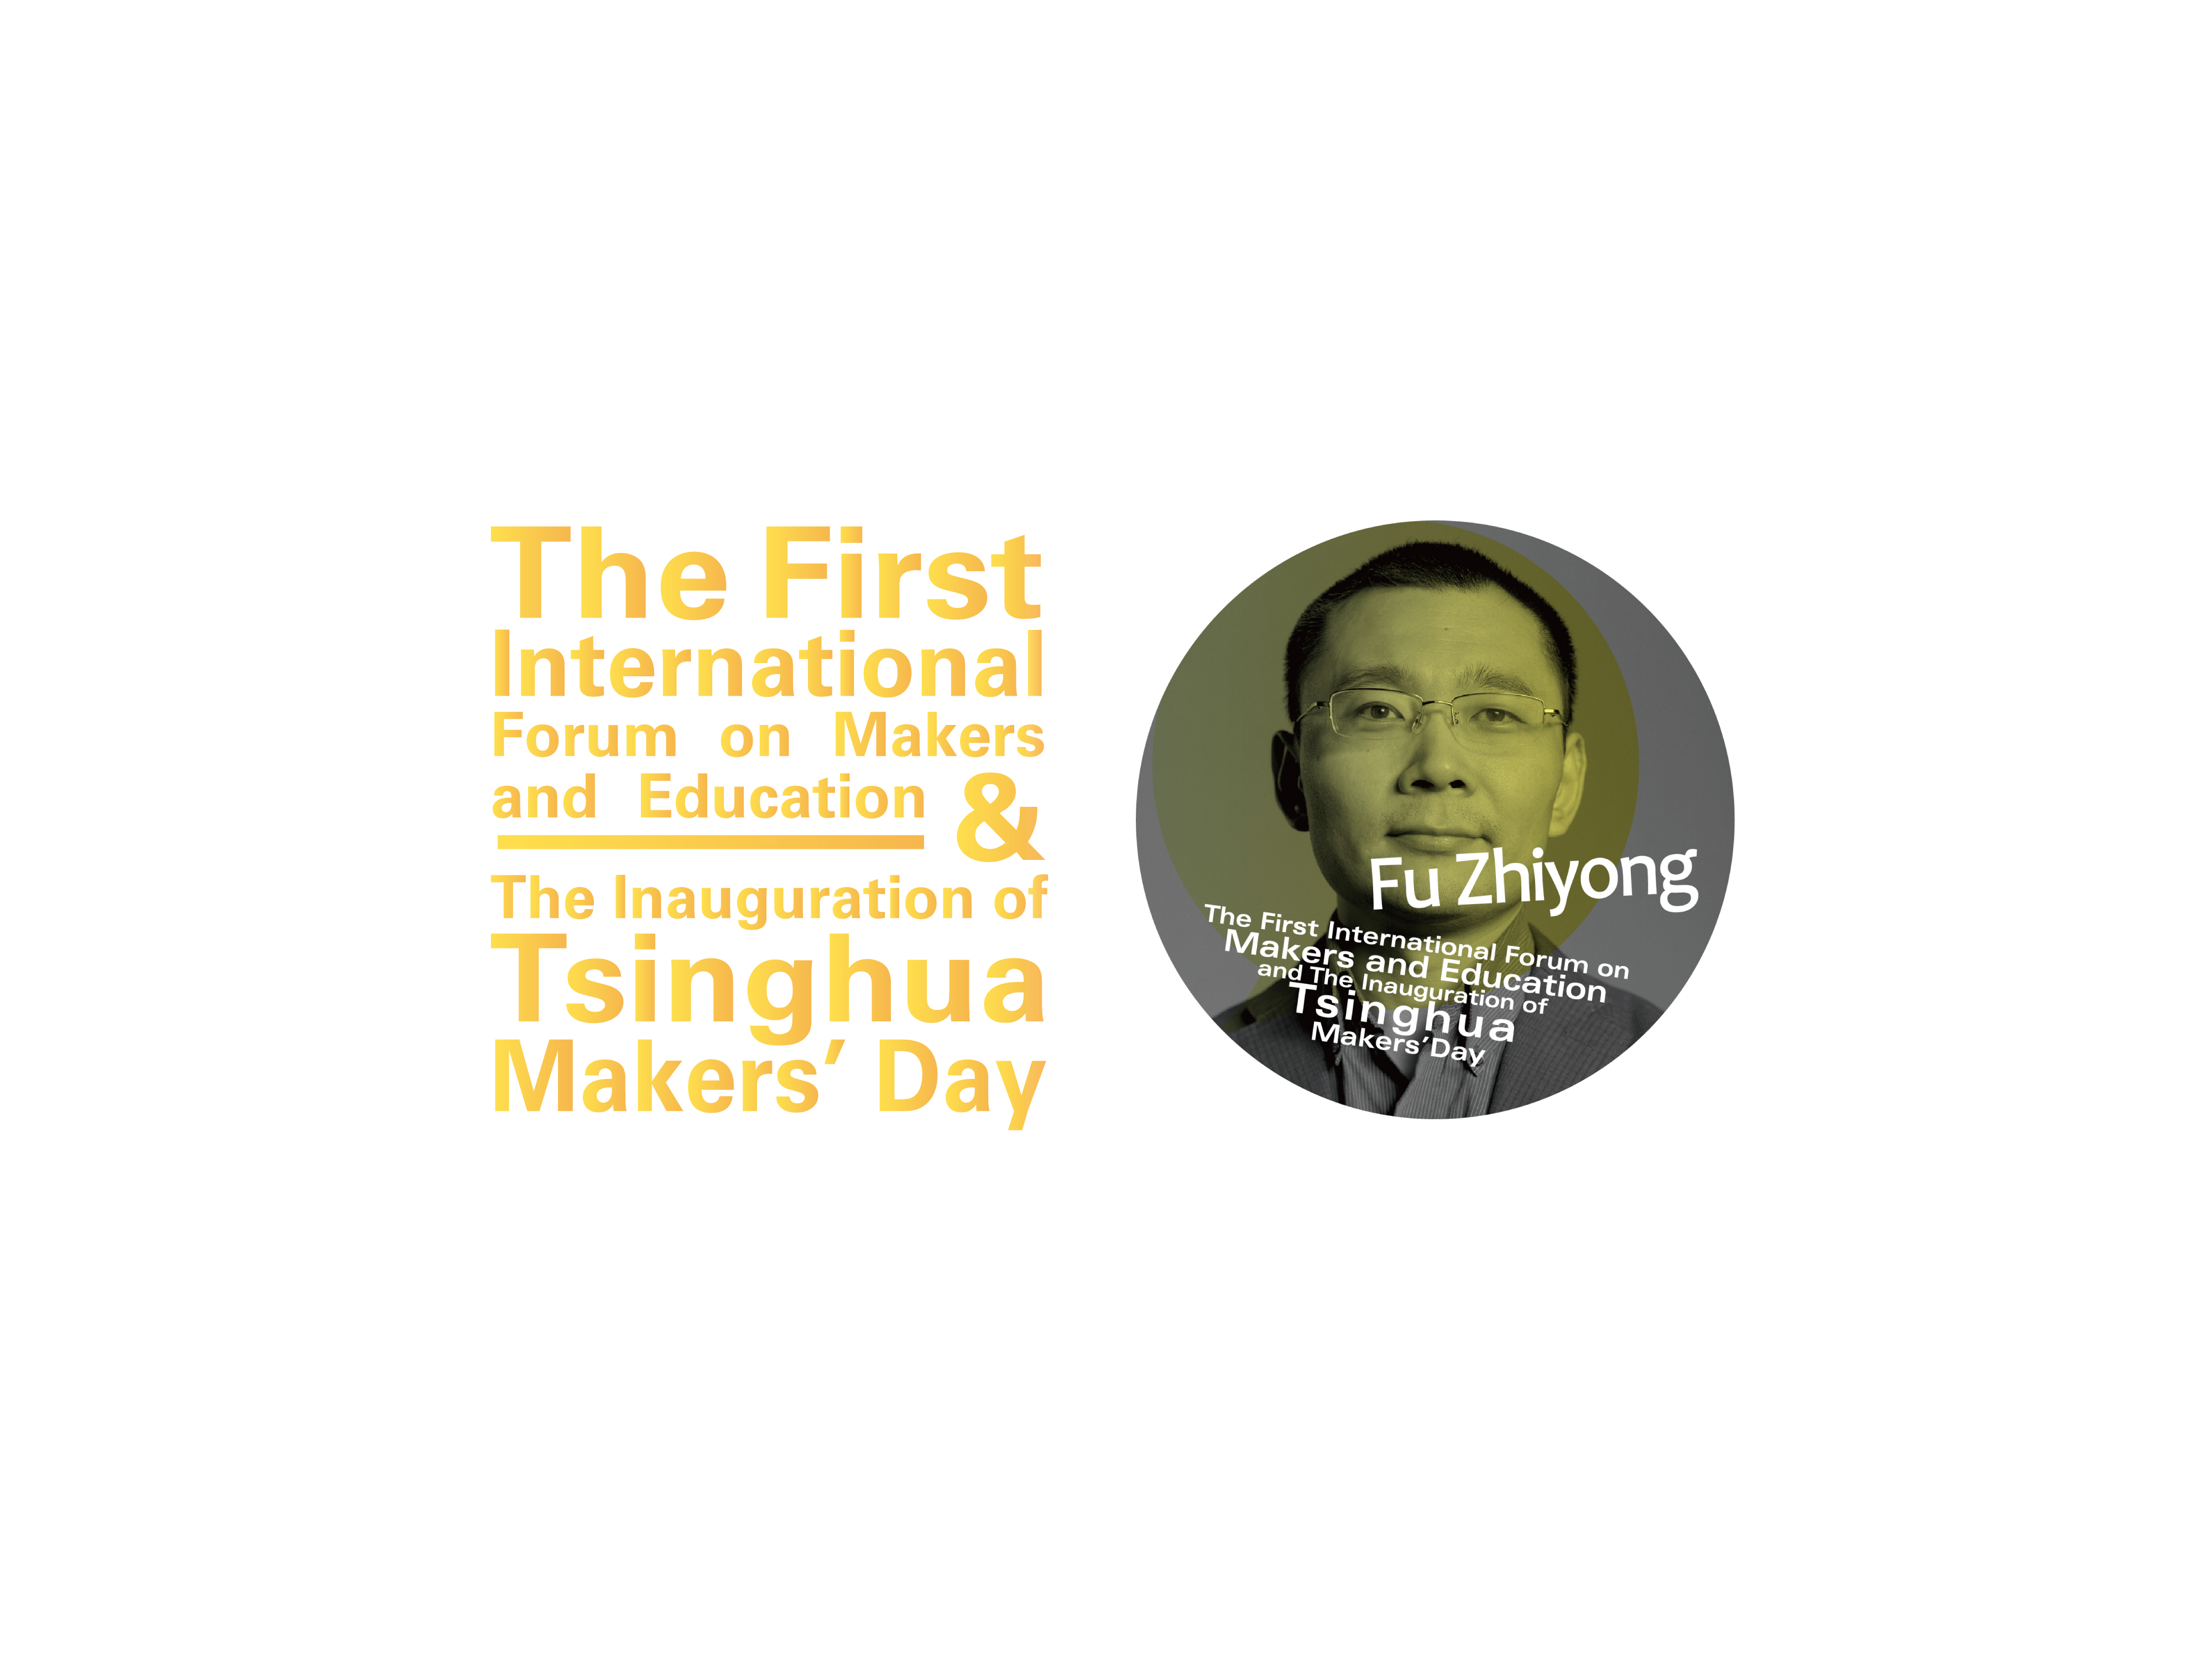 The First
International
Forum on Makers
and Education &
The Inauguration of
Tsinghua
Makers’ Day
Fu Zhiyong
The First International Forum on
Makers and Education
and The Inauguration of
Tsinghua
Makers’Day